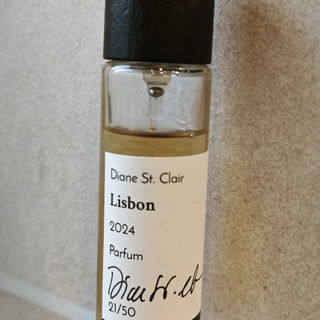 Diane St. Clair
Lisbon
2024
Parfum
21/50